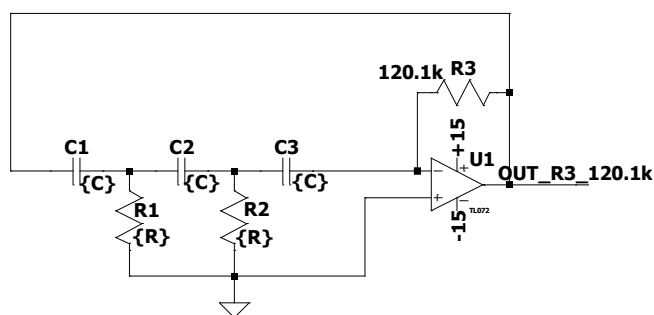 120.1k R3
C1 C2 C3
+15 U1
{C} {C} {C}
OUT_R3_120.1k
R1 R2
{R} {R}
-15 TL072